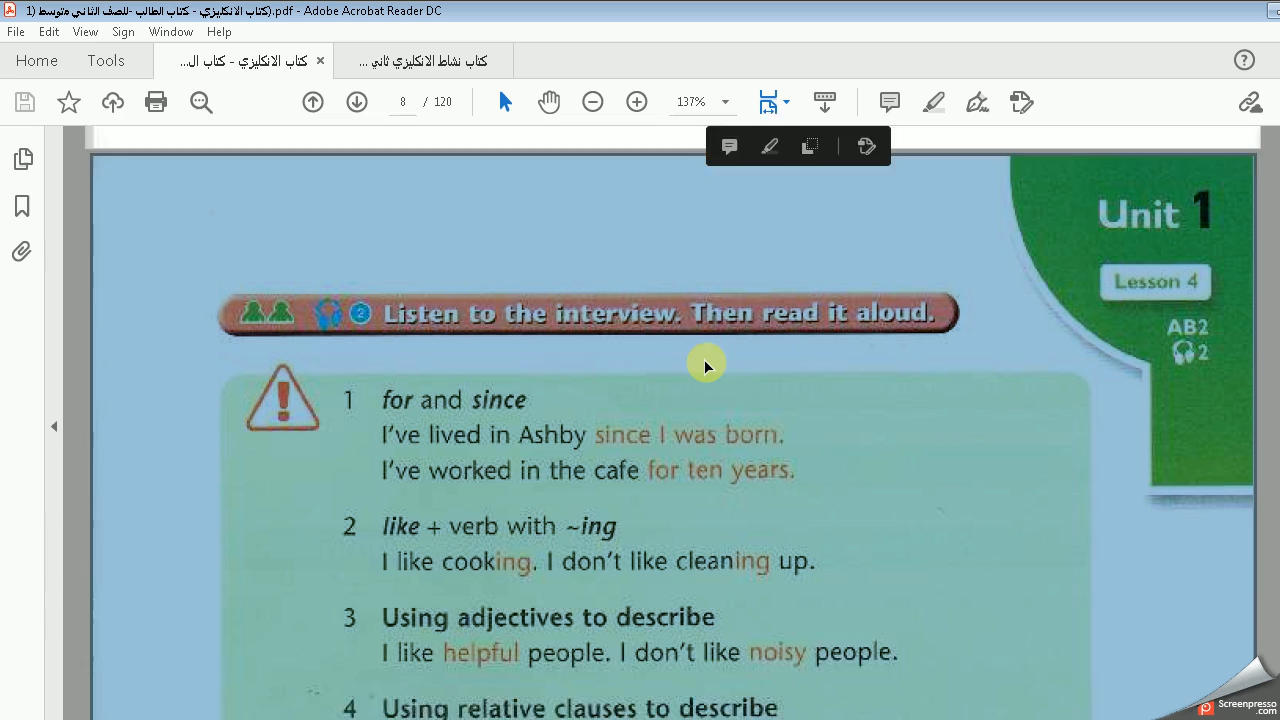 كتاب الانكليزي - كتاب الطالب -للصف الثاني متوسط (1).pdf - Adobe Acrobat Reader DC
File Edit View Sign Window Help
Home Tools كتاب الانكليزي - كتاب ال... × كتاب نشاط الانكليزي ثاني ...
8 / 120 137%
Unit 1
Lesson 4
AB2
2
2 Listen to the interview. Then read it aloud.
! 1 for and since
I've lived in Ashby since I was born.
I've worked in the cafe for ten years.
2 like + verb with ~ing
I like cooking. I don't like cleaning up.
3 Using adjectives to describe
I like helpful people. I don't like noisy people.
4 Using relative clauses to describe
Screenpresso
.com